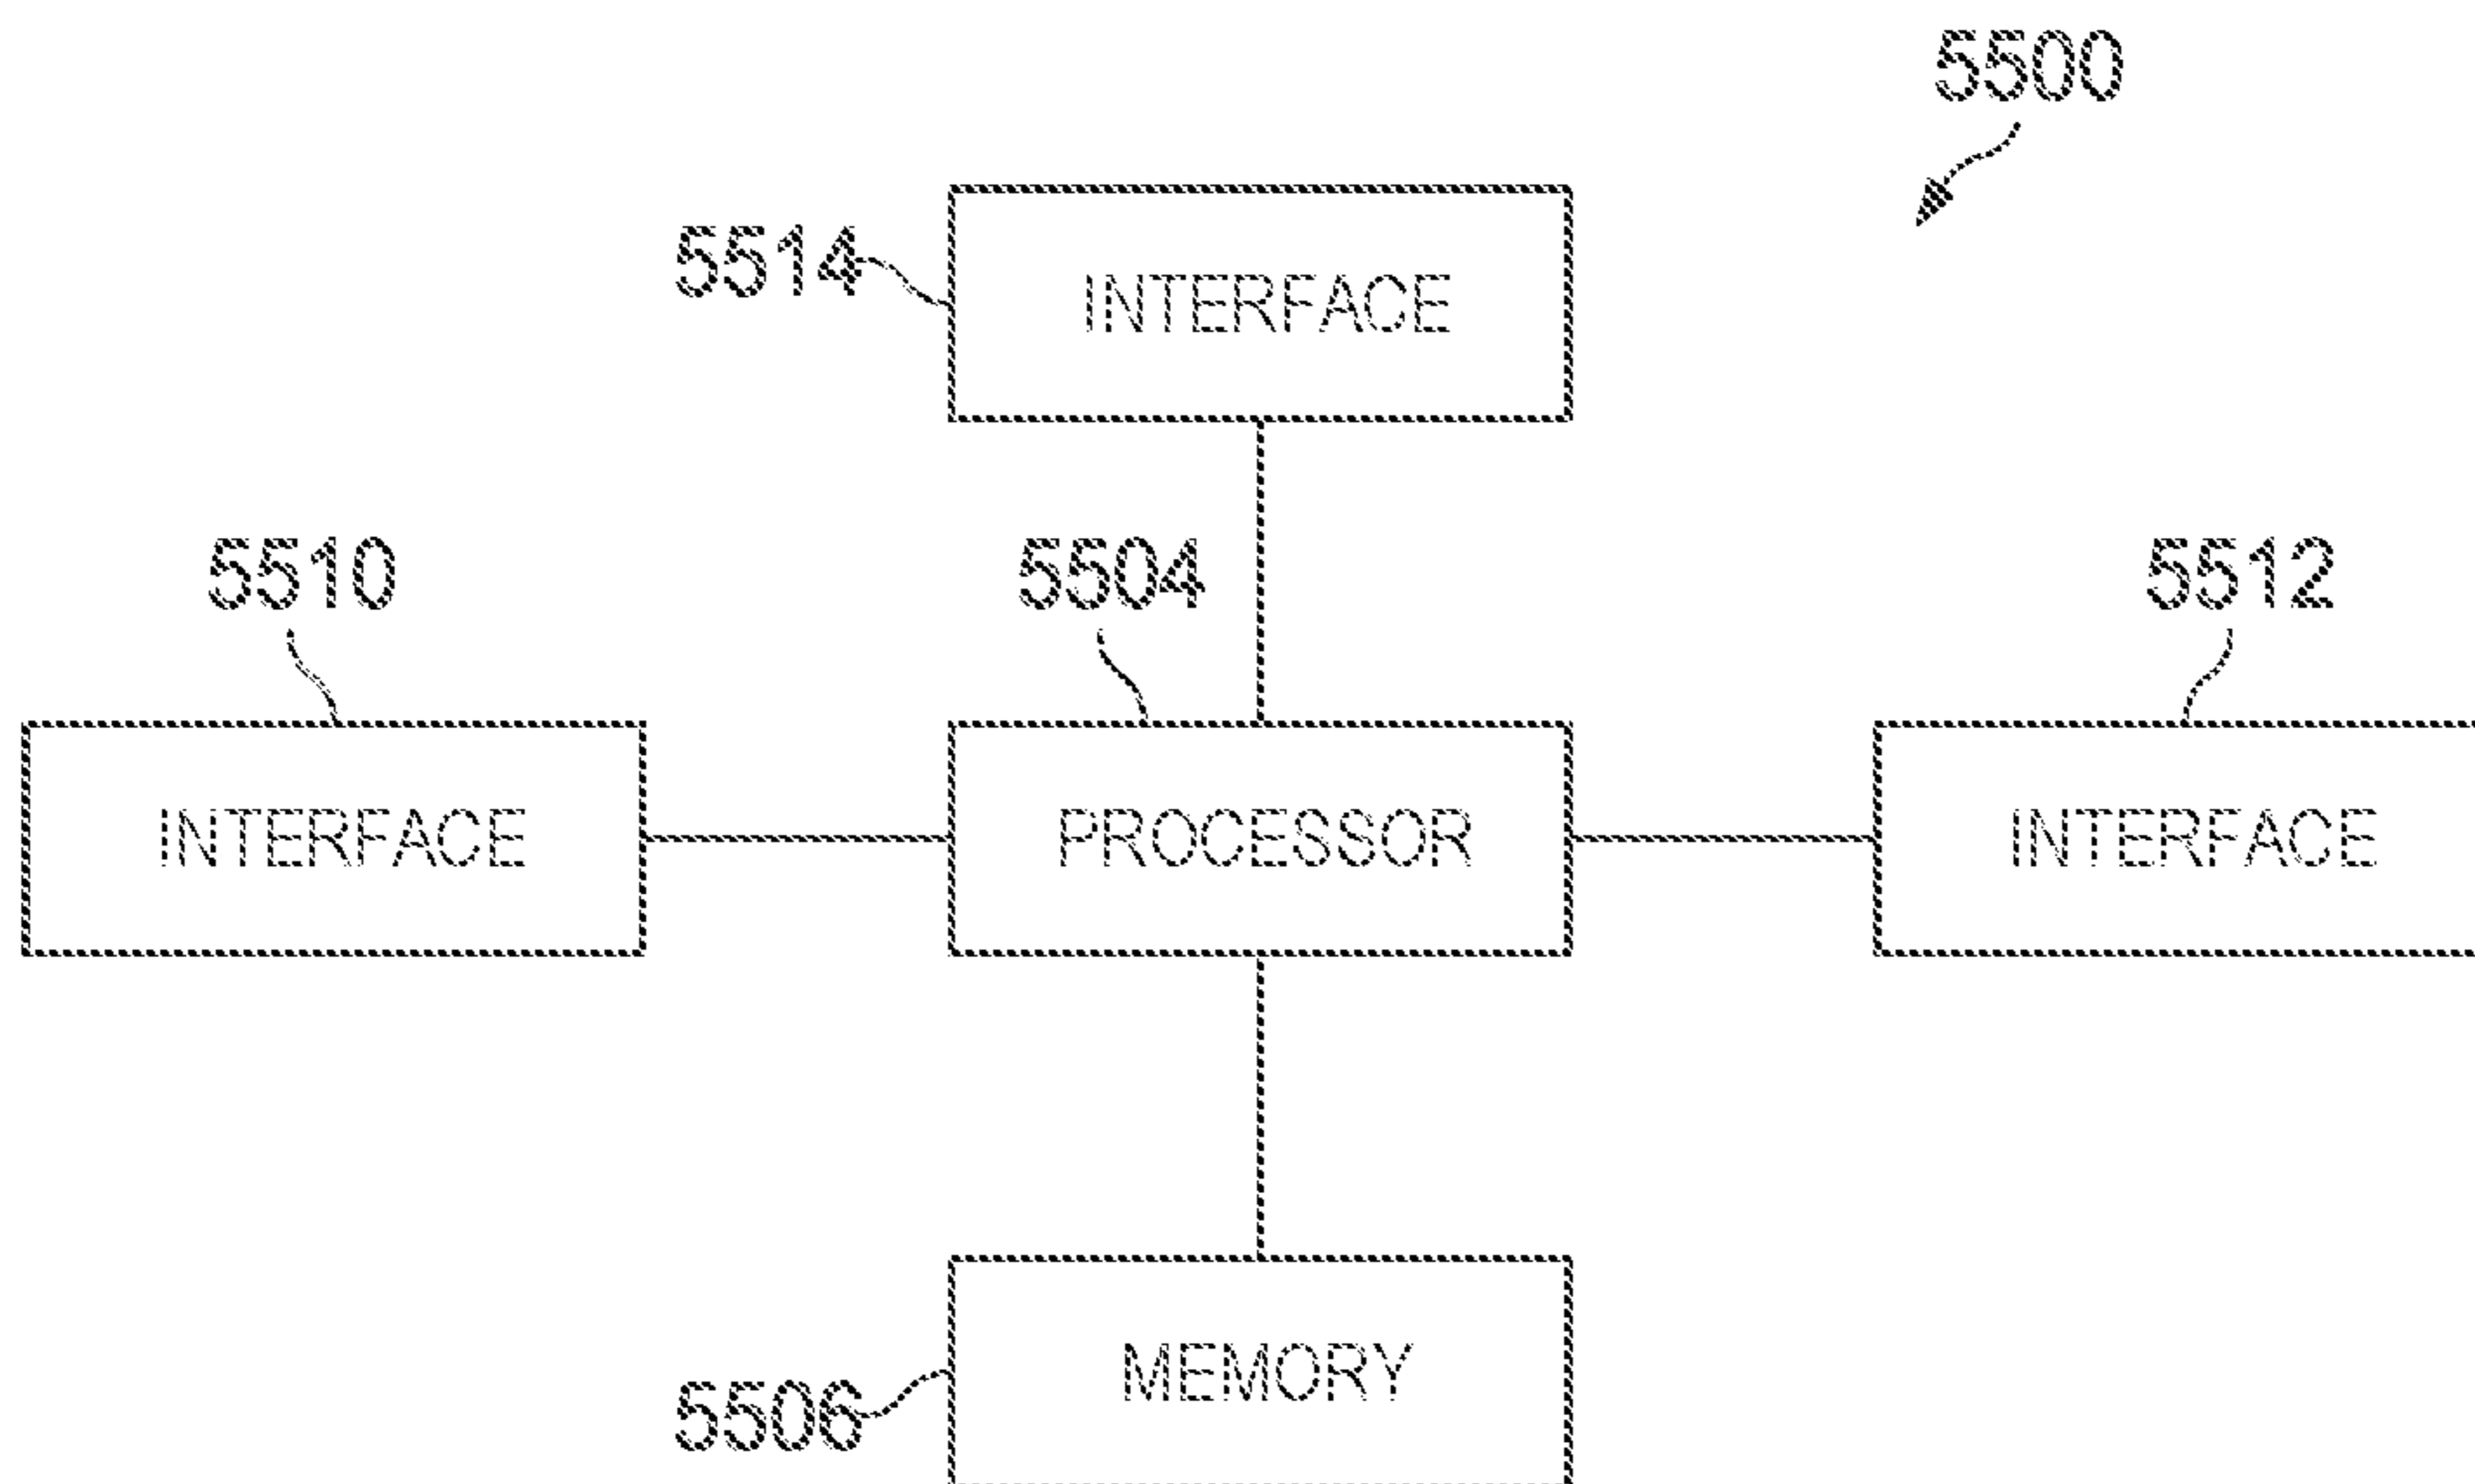 5500
5514
INTERFACE
5510
5504
5512
INTERFACE
PROCESSOR
INTERFACE
MEMORY
5506